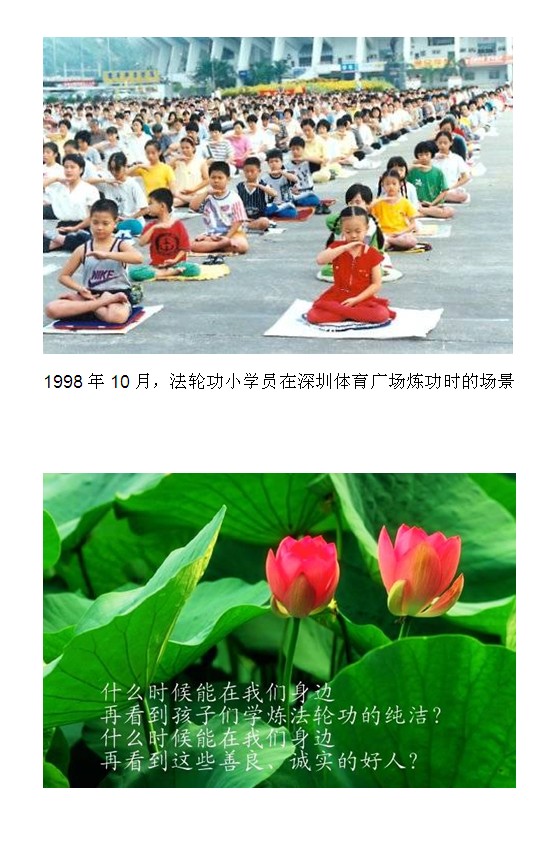 NIKE
1998 年 10 月，法轮功小学员在深圳体育广场炼功时的场景
什么时候能在我们身边
再看到孩子们学炼法轮功的纯洁？
什么时候能在我们身边
再看到这些善良、诚实的好人？